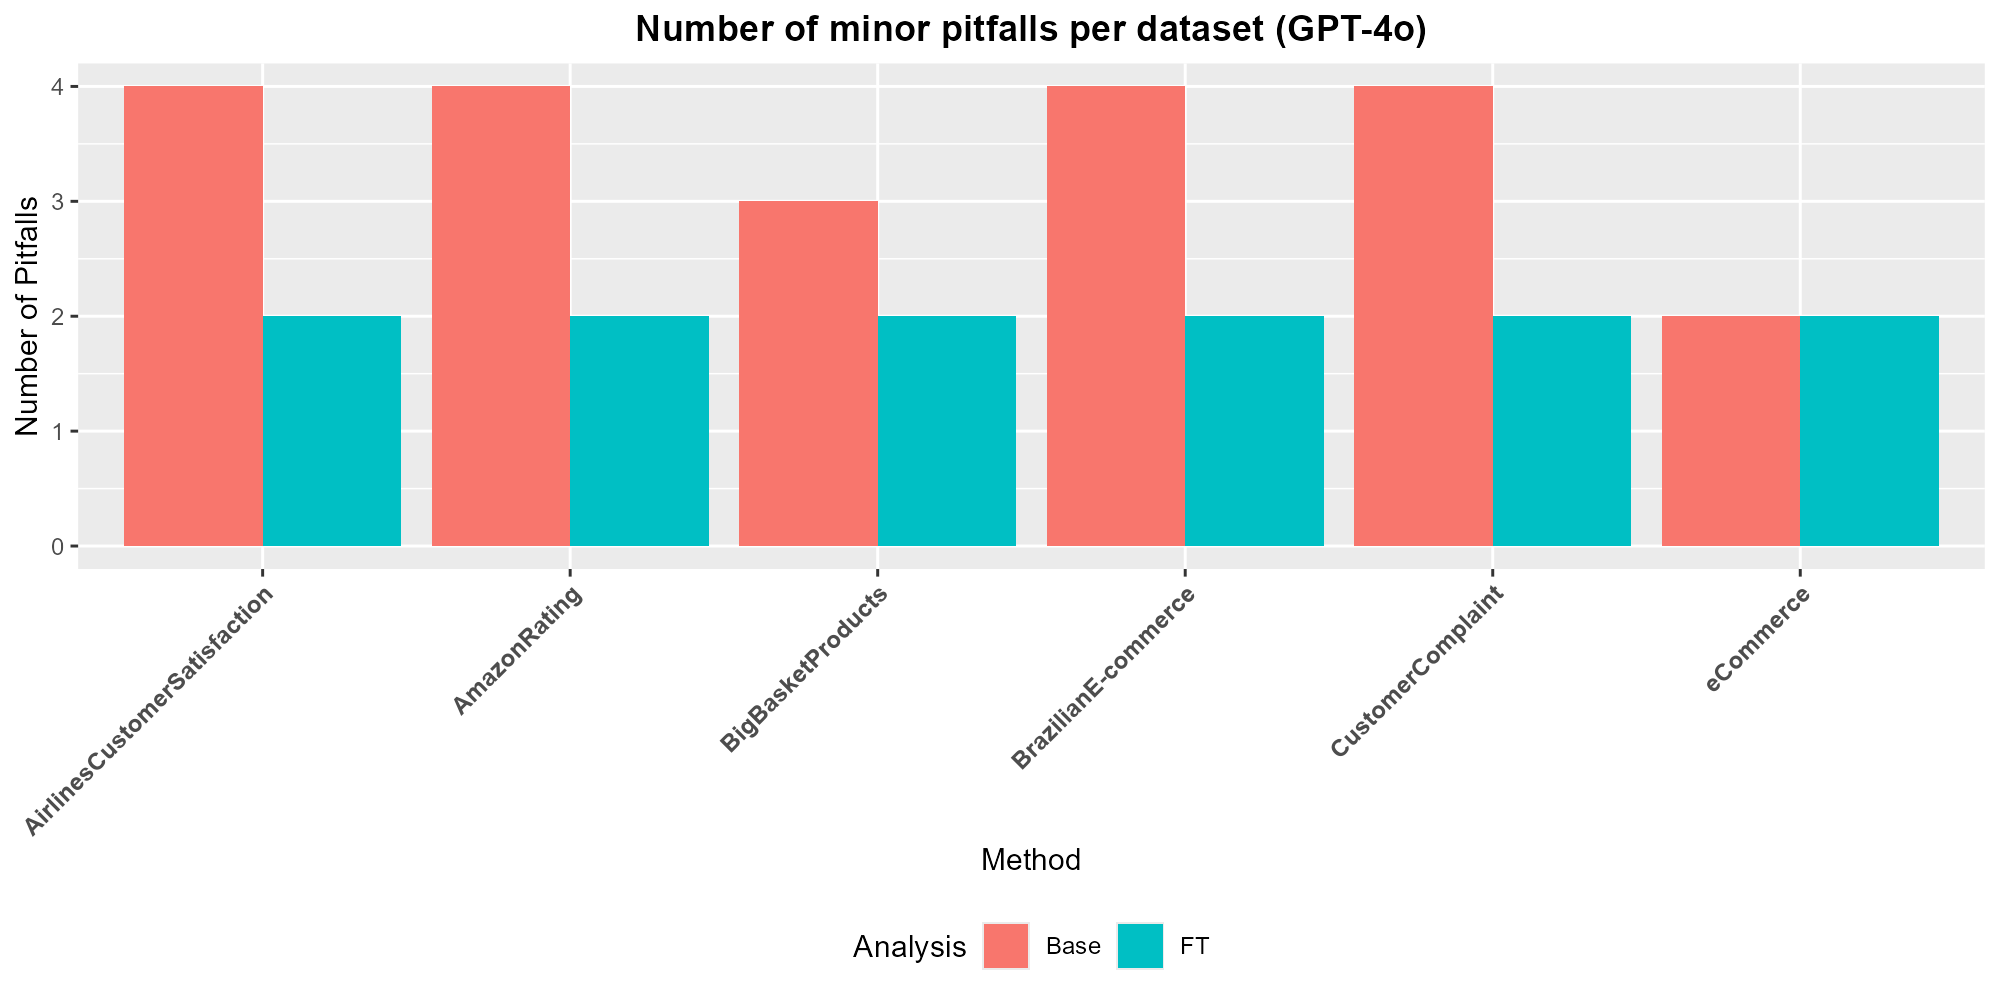 Number of minor pitfalls per dataset (GPT-4o)
Number of Pitfalls
4
3
2
1
0
AirlinesCustomerSatisfaction
AmazonRating
BigBasketProducts
BrazilianE-commerce
CustomerComplaint
eCommerce
Method
Analysis Base FT